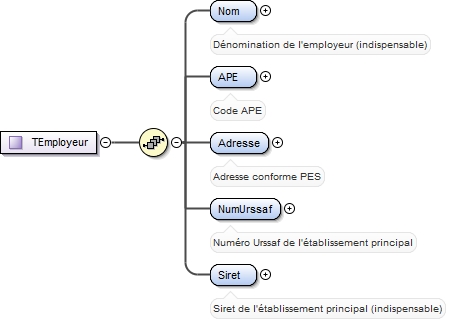 Nom
Dénomination de l'employeur (indispensable)
APE
Code APE
TEmployeur
Adresse
Adresse conforme PES
NumUrssaf
Numéro Urssaf de l'établissement principal
Siret
Siret de l'établissement principal (indispensable)